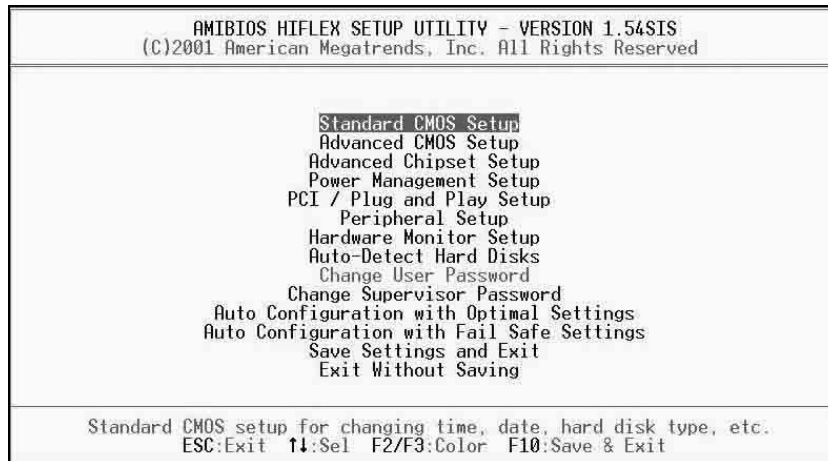 AMIBIOS HIFLEX SETUP UTILITY - VERSION 1.54SIS
(C)2001 American Megatrends, Inc. All Rights Reserved
Standard CMOS Setup
Advanced CMOS Setup
Advanced Chipset Setup
Power Management Setup
PCI / Plug and Play Setup
Peripheral Setup
Hardware Monitor Setup
Auto-Detect Hard Disks
Change User Password
Change Supervisor Password
Auto Configuration with Optimal Settings
Auto Configuration with Fail Safe Settings
Save Settings and Exit
Exit Without Saving
Standard CMOS setup for changing time, date, hard disk type, etc.
ESC:Exit ↑↓:Sel F2/F3:Color F10:Save & Exit